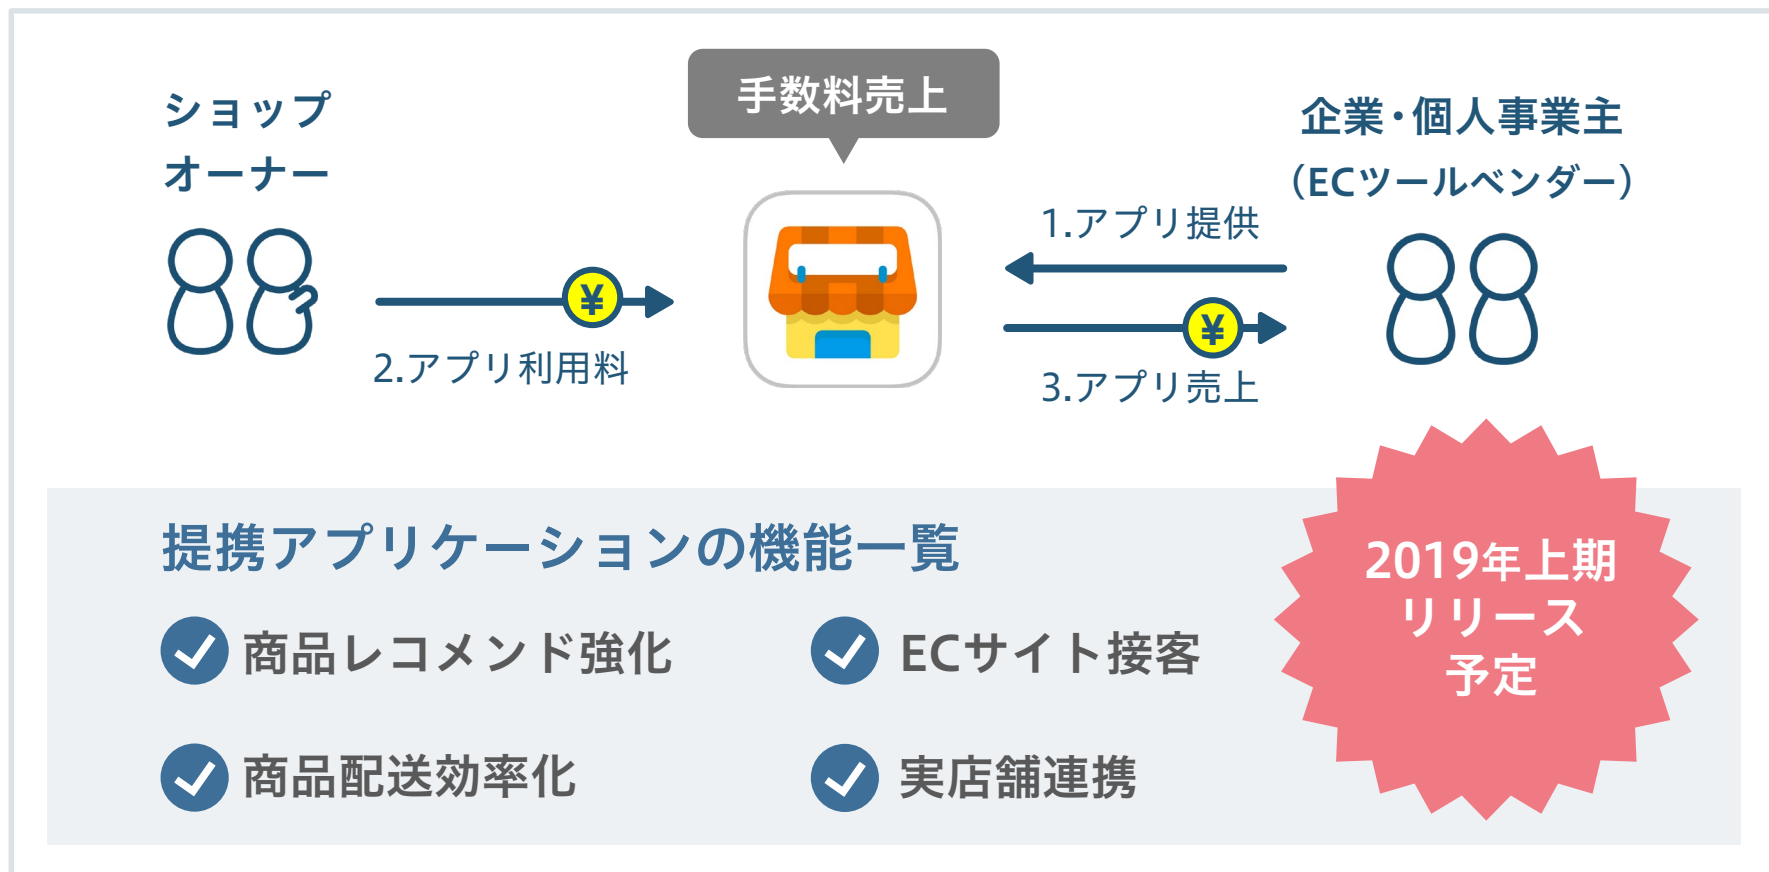 手数料売上
ショップ
オーナー
企業・個人事業主
（ECツールベンダー）
1.アプリ提供
¥
2.アプリ利用料
¥
3.アプリ売上
提携アプリケーションの機能一覧
商品レコメンド強化
ECサイト接客
商品配送効率化
実店舗連携
2019年上期
リリース
予定